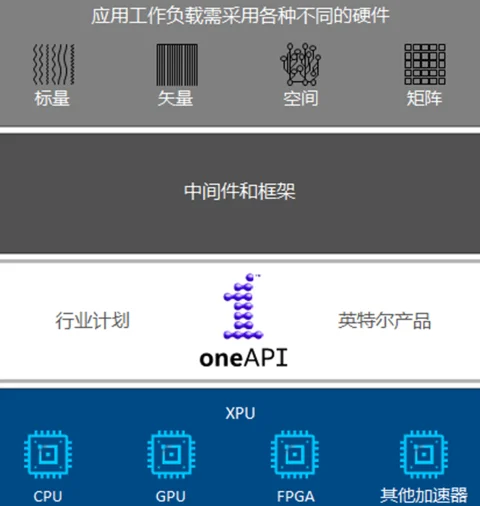 应用工作负载需采用各种不同的硬件
标量 矢量 空间 矩阵
中间件和框架
行业计划 英特尔产品
™
oneAPI
XPU
CPU GPU FPGA 其他加速器